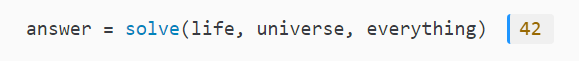 answer = solve(life, universe, everything) 42